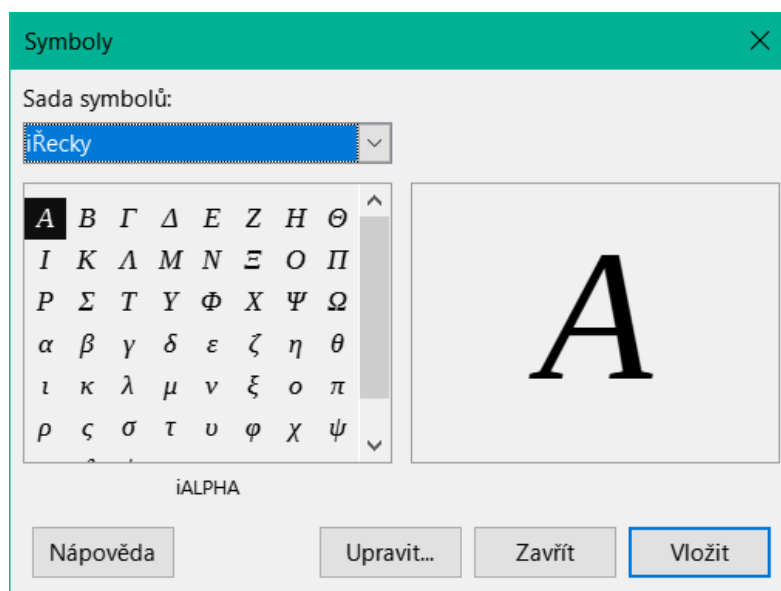 Symboly
Sada symbolů:
iŘecky
Α Β Γ Δ Ε Ζ Η Θ
Ι Κ Λ Μ Ν Ξ Ο Π
Ρ Σ Τ Υ Φ Χ Ψ Ω
α β γ δ ε ζ η θ
ι κ λ μ ν ξ ο π
ρ ς σ τ υ φ χ ψ
Α
iALPHA
Nápověda Upravit... Zavřít Vložit